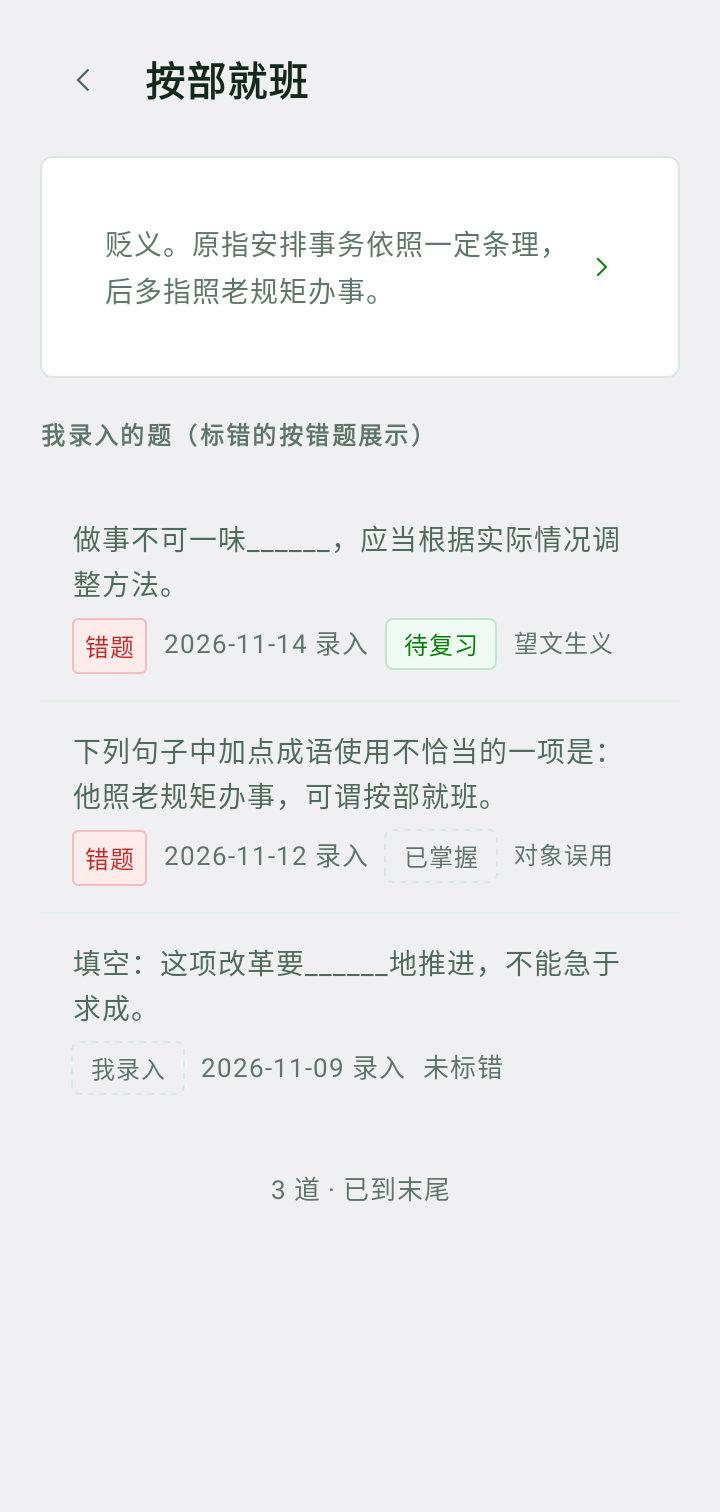 按部就班
贬义。原指安排事务依照一定条理，
后多指照老规矩办事。
我录入的题（标错的按错题展示）
做事不可一味______，应当根据实际情况调
整方法。
错题 2026-11-14 录入 待复习 望文生义
下列句子中加点成语使用不恰当的一项是：
他照老规矩办事，可谓按部就班。
错题 2026-11-12 录入 已掌握 对象误用
填空：这项改革要______地推进，不能急于
求成。
我录入 2026-11-09 录入 未标错
3 道 · 已到末尾